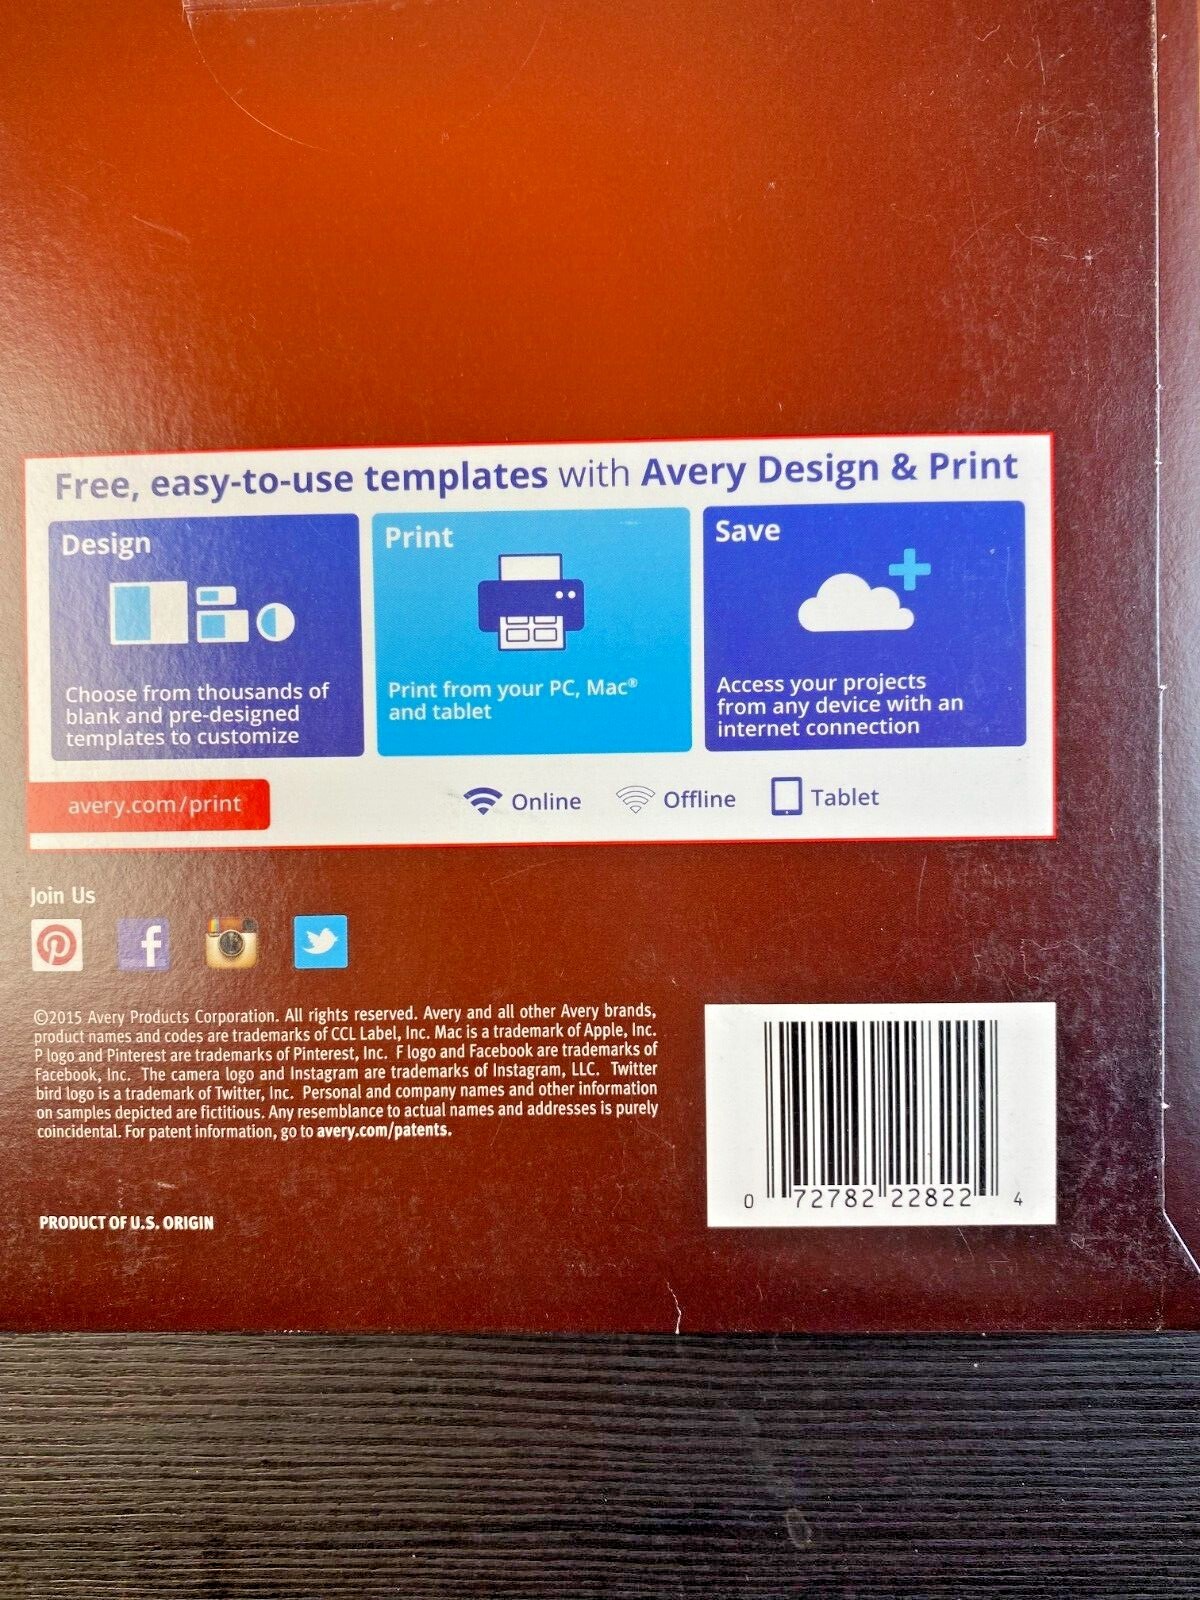 Free, easy-to-use templates with Avery Design & Print
Design
Choose from thousands of
blank and pre-designed
templates to customize
Print
Print from your PC, Mac®
and tablet
Save
Access your projects
from any device with an
internet connection
avery.com/print
Online
Offline
Tablet
Join Us
©2015 Avery Products Corporation. All rights reserved. Avery and all other Avery brands,
product names and codes are trademarks of CCL Label, Inc. Mac is a trademark of Apple, Inc.
P logo and Pinterest are trademarks of Pinterest, Inc. F logo and Facebook are trademarks of
Facebook, Inc. The camera logo and Instagram are trademarks of Instagram, LLC. Twitter
bird logo is a trademark of Twitter, Inc. Personal and company names and other information
on samples depicted are fictitious. Any resemblance to actual names and addresses is purely
coincidental. For patent information, go to avery.com/patents.
PRODUCT OF U.S. ORIGIN
0 72782 22822 4